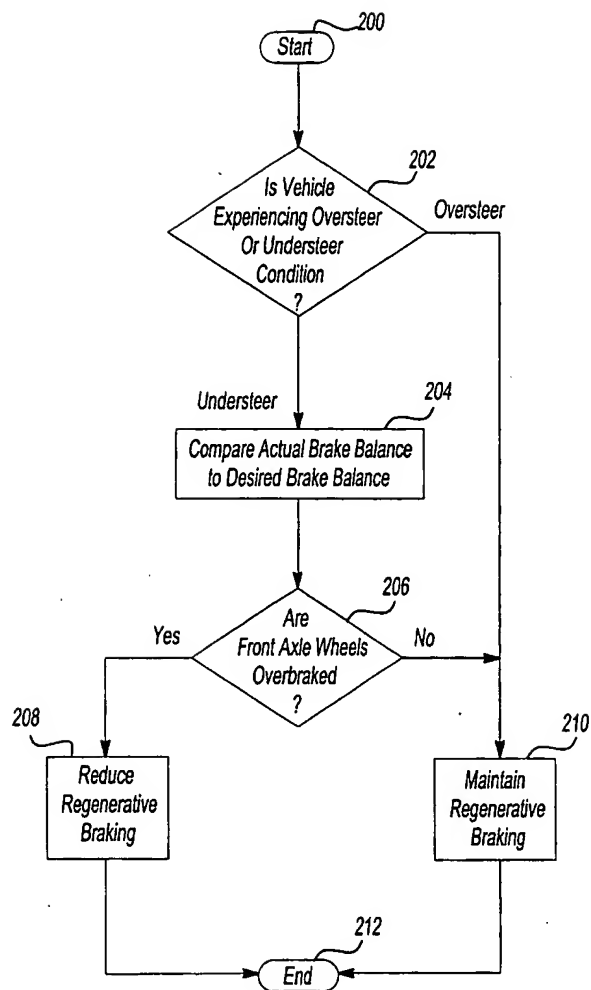 200
Start
202
Is Vehicle
Experiencing Oversteer
Or Understeer
Condition
?
Oversteer
Understeer
204
Compare Actual Brake Balance
to Desired Brake Balance
206
Are
Front Axle Wheels
Overbraked
?
Yes
No
208
Reduce
Regenerative
Braking
210
Maintain
Regenerative
Braking
212
End